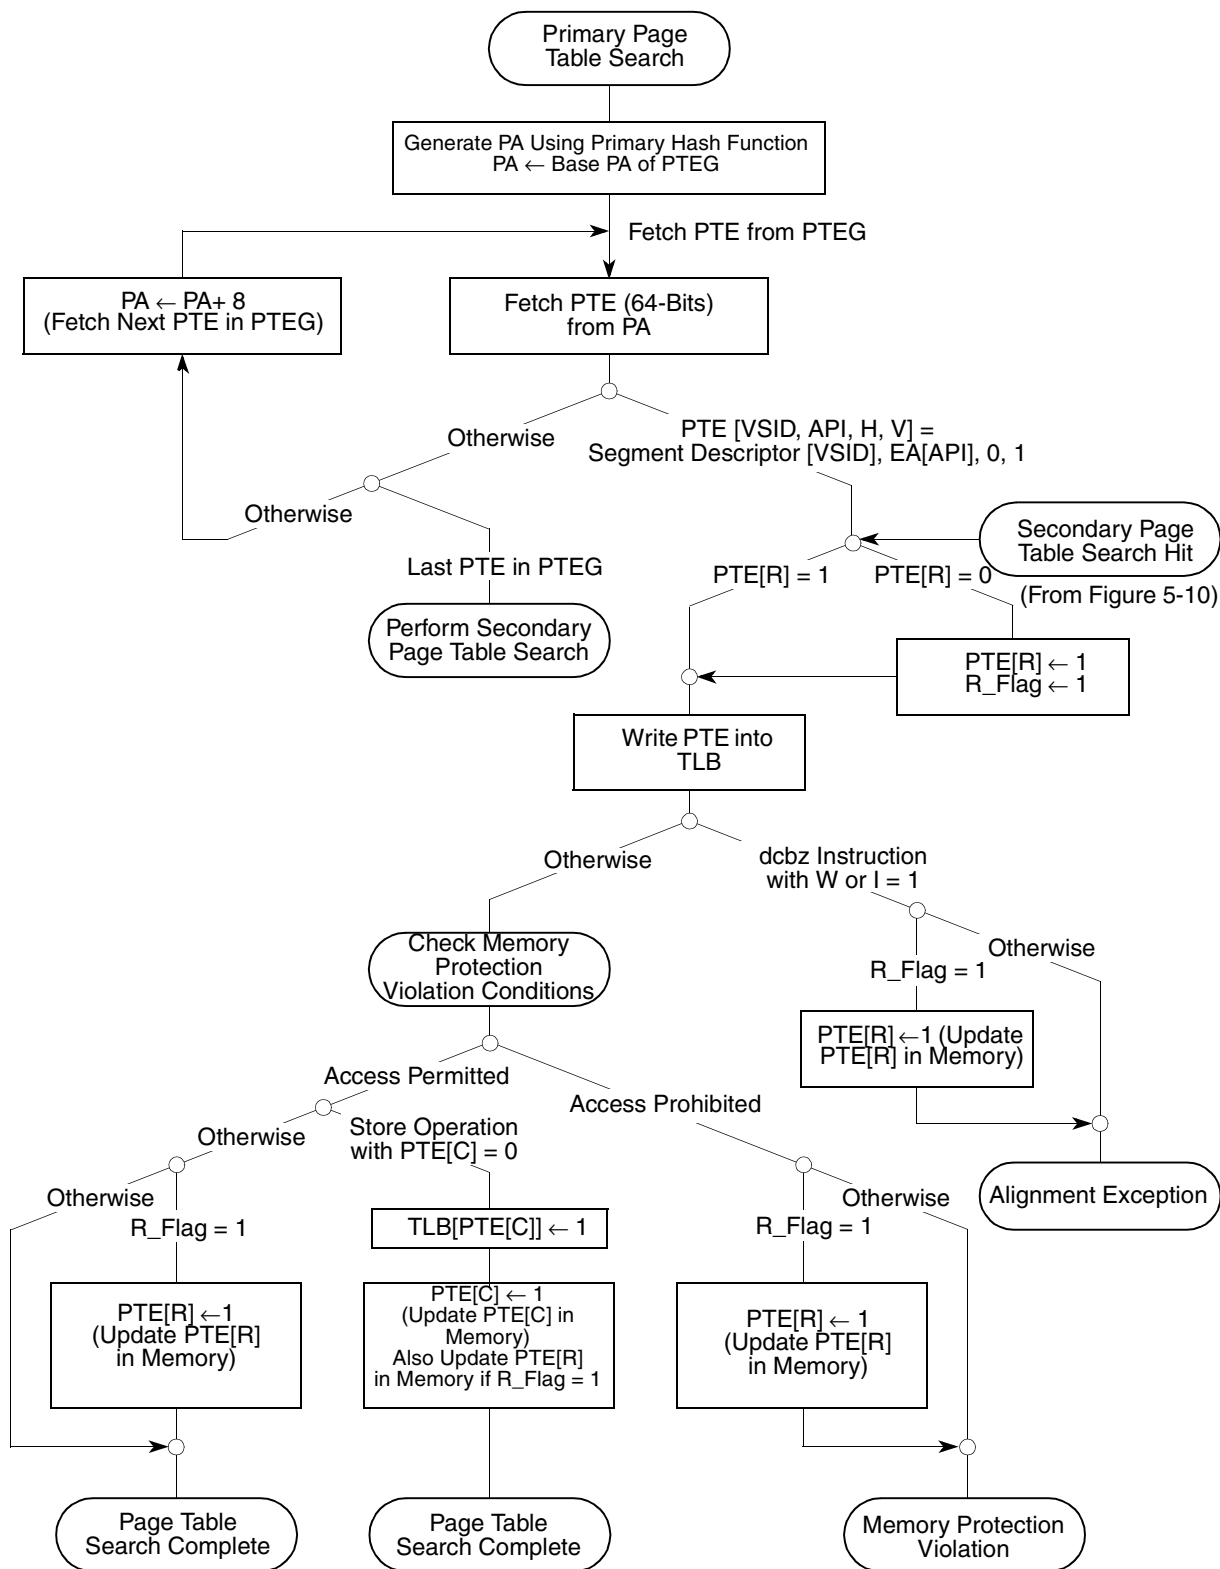 Primary Page
Table Search
Generate PA Using Primary Hash Function
PA ← Base PA of PTEG
Fetch PTE from PTEG
PA ← PA+ 8
(Fetch Next PTE in PTEG)
Fetch PTE (64-Bits)
from PA
Otherwise
PTE [VSID, API, H, V] =
Segment Descriptor [VSID], EA[API], 0, 1
Otherwise
Last PTE in PTEG
Perform Secondary
Page Table Search
Secondary Page
Table Search Hit
(From Figure 5-10)
PTE[R] = 1
PTE[R] = 0
PTE[R] ← 1
R_Flag ← 1
Write PTE into
TLB
Otherwise
dcbz Instruction
with W or I = 1
Check Memory
Protection
Violation Conditions
R_Flag = 1
Otherwise
PTE[R] ←1 (Update
PTE[R] in Memory)
Alignment Exception
Access Permitted
Access Prohibited
Otherwise
Store Operation
with PTE[C] = 0
Otherwise
R_Flag = 1
TLB[PTE[C]] ← 1
R_Flag = 1
Otherwise
PTE[R] ←1
(Update PTE[R]
in Memory)
PTE[C] ← 1
(Update PTE[C] in
Memory)
Also Update PTE[R]
in Memory if R_Flag = 1
PTE[R] ← 1
(Update PTE[R]
in Memory)
Page Table
Search Complete
Page Table
Search Complete
Memory Protection
Violation